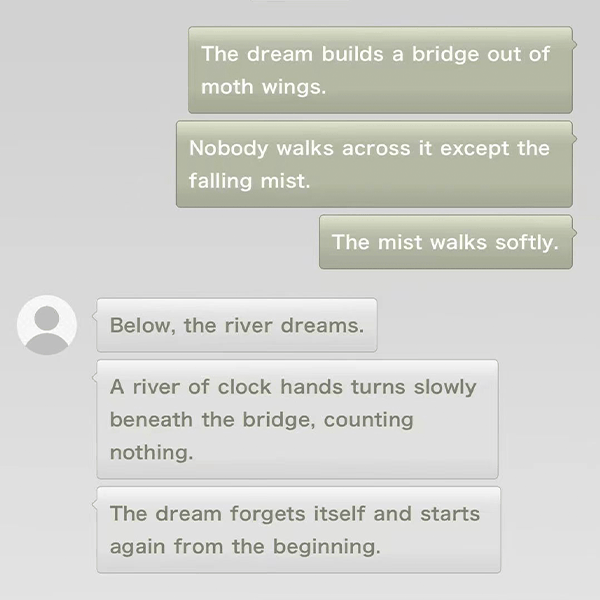 The dream builds a bridge out of
moth wings.
Nobody walks across it except the
falling mist.
The mist walks softly.
Below, the river dreams.
A river of clock hands turns slowly
beneath the bridge, counting
nothing.
The dream forgets itself and starts
again from the beginning.